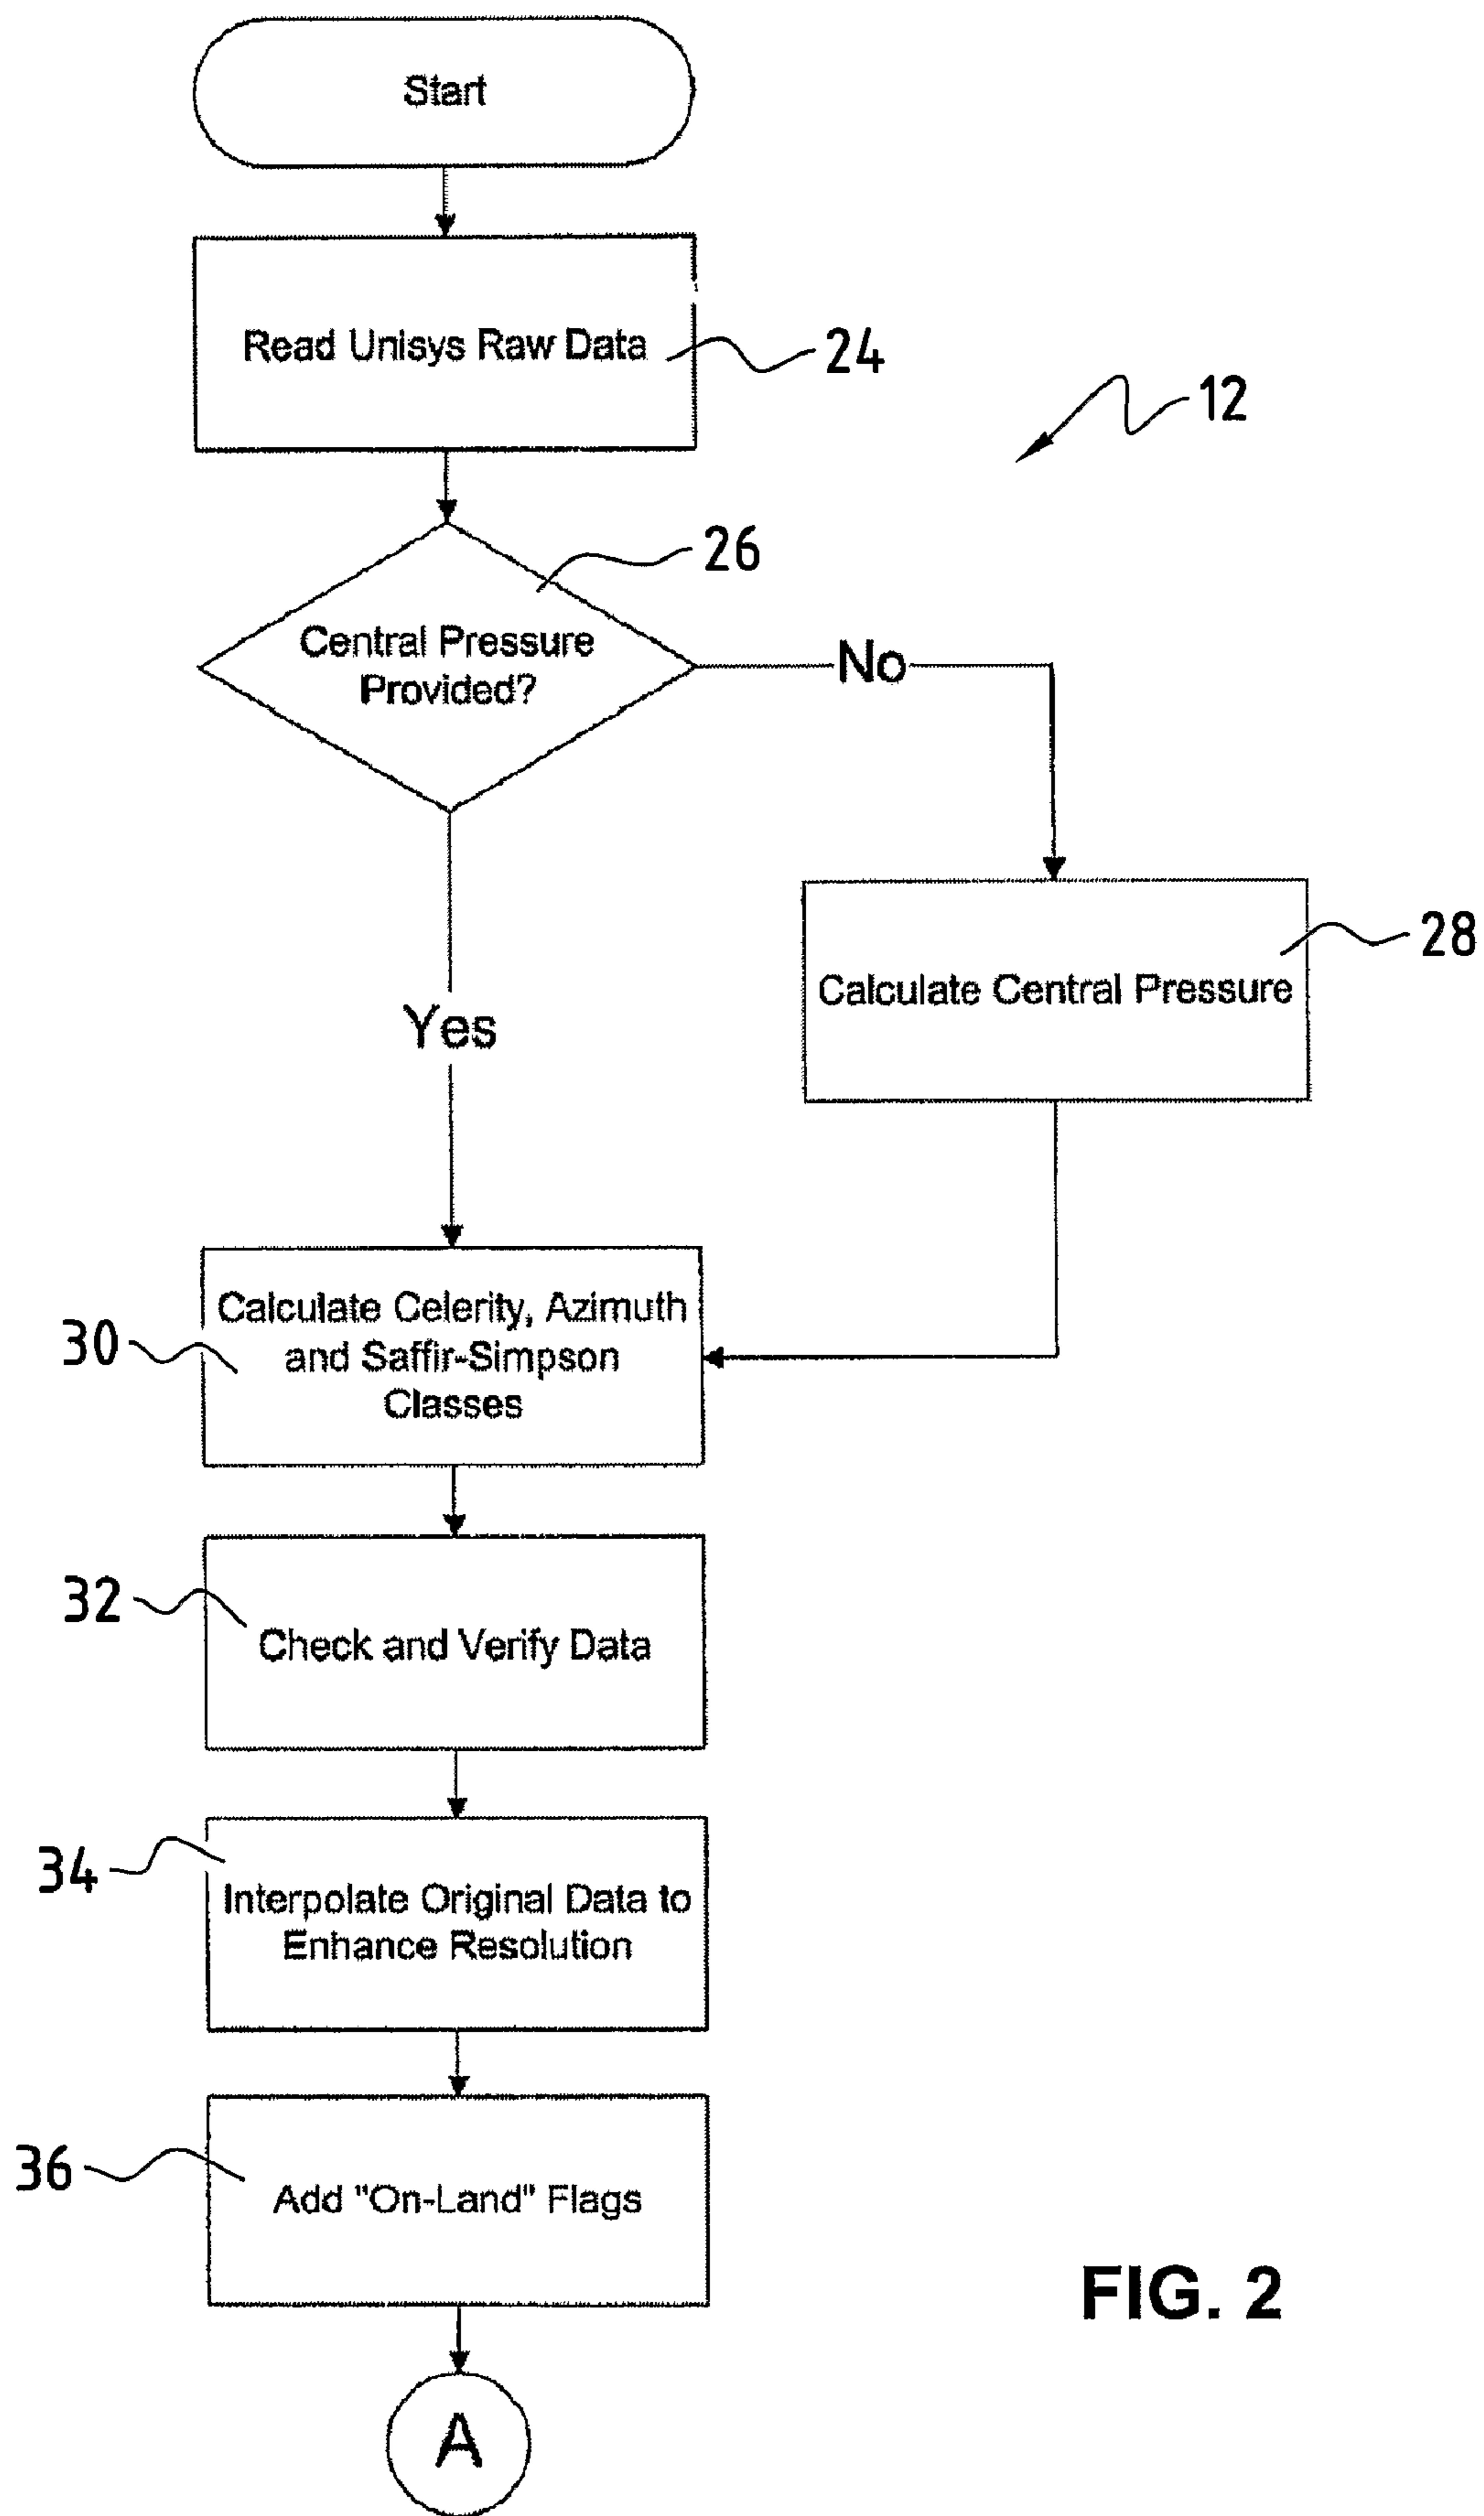 Start
Read Unisys Raw Data
24
12
26
Central Pressure
Provided?
No
28
Calculate Central Pressure
Yes
30
Calculate Celerity, Azimuth
and Saffir-Simpson
Classes
32
Check and Verify Data
34
Interpolate Original Data to
Enhance Resolution
36
Add "On-Land" Flags
FIG. 2
A